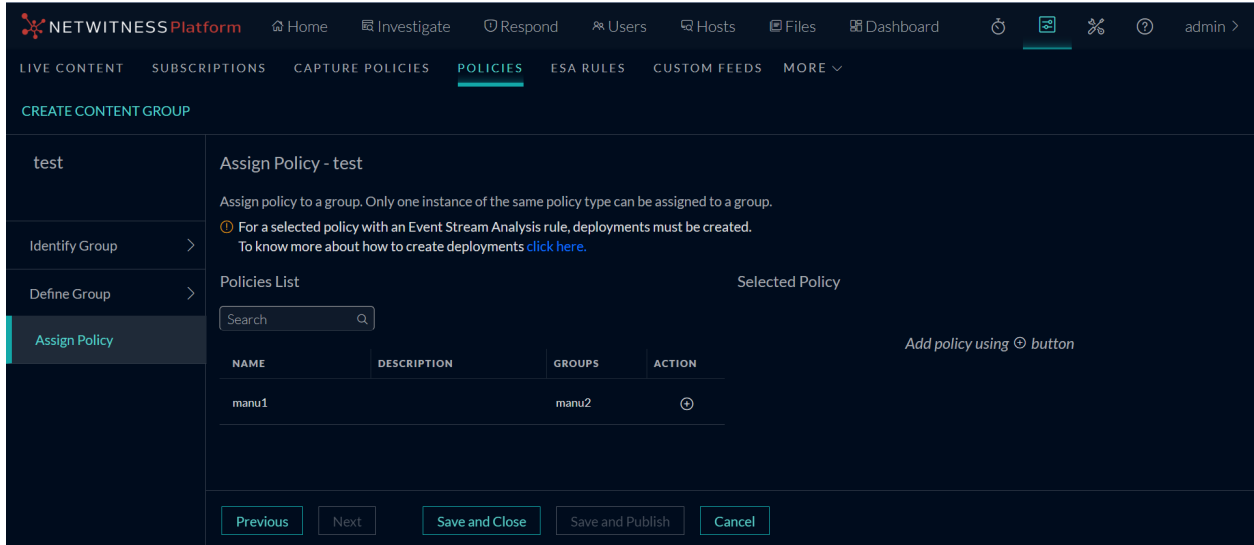 NETWITNESS Platform Home Investigate Respond Users Hosts Files Dashboard admin >
LIVE CONTENT SUBSCRIPTIONS CAPTURE POLICIES POLICIES ESA RULES CUSTOM FEEDS MORE
CREATE CONTENT GROUP
test
Identify Group
Define Group
Assign Policy
Assign Policy - test
Assign policy to a group. Only one instance of the same policy type can be assigned to a group.
For a selected policy with an Event Stream Analysis rule, deployments must be created.
To know more about how to create deployments click here.
Policies List
Search
NAME DESCRIPTION GROUPS ACTION
manu1 manu2
Selected Policy
Add policy using ⊕ button
Previous Next Save and Close Save and Publish Cancel